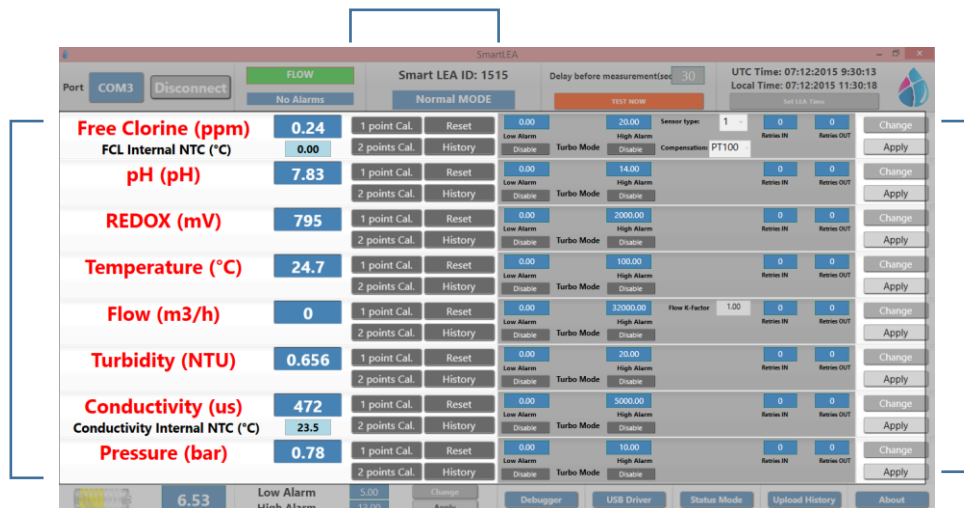 SmartLEA
Port COM3 Disconnect FLOW Smart LEA ID: 1515 Delay before measurement(sec 30 UTC Time: 07:12:2015 9:30:13
Local Time: 07:12:2015 11:30:18
No Alarms Normal MODE TEST NOW Set LEA Time
Free Clorine (ppm) 0.24 1 point Cal. Reset 0.00 20.00 Sensor type: 1 0 0 Change
Low Alarm High Alarm Retries IN Retries OUT
FCL Internal NTC (°C) 0.00 2 points Cal. History Disable Turbo Mode Disable Compensation: PT100 Apply
pH (pH) 7.83 1 point Cal. Reset 0.00 14.00 0 0 Change
Low Alarm High Alarm Retries IN Retries OUT
2 points Cal. History Disable Turbo Mode Disable Apply
REDOX (mV) 795 1 point Cal. Reset 0.00 2000.00 0 0 Change
Low Alarm High Alarm Retries IN Retries OUT
2 points Cal. History Disable Turbo Mode Disable Apply
Temperature (°C) 24.7 1 point Cal. Reset 0.00 100.00 0 0 Change
Low Alarm High Alarm Retries IN Retries OUT
2 points Cal. History Disable Turbo Mode Disable Apply
Flow (m3/h) 0 1 point Cal. Reset 0.00 32000.00 Flow K-Factor 1.00 0 0 Change
Low Alarm High Alarm Retries IN Retries OUT
2 points Cal. History Disable Turbo Mode Disable Apply
Turbidity (NTU) 0.656 1 point Cal. Reset 0.00 20.00 0 0 Change
Low Alarm High Alarm Retries IN Retries OUT
2 points Cal. History Disable Turbo Mode Disable Apply
Conductivity (us) 472 1 point Cal. Reset 0.00 5000.00 0 0 Change
Low Alarm High Alarm Retries IN Retries OUT
Conductivity Internal NTC (°C) 23.5 2 points Cal. History Disable Turbo Mode Disable Apply
Pressure (bar) 0.78 1 point Cal. Reset 0.00 10.00 0 0 Change
Low Alarm High Alarm Retries IN Retries OUT
2 points Cal. History Disable Turbo Mode Disable Apply
6.53 Low Alarm 5.00 Change Debugger USB Driver Status Mode Upload History About
High Alarm Apply